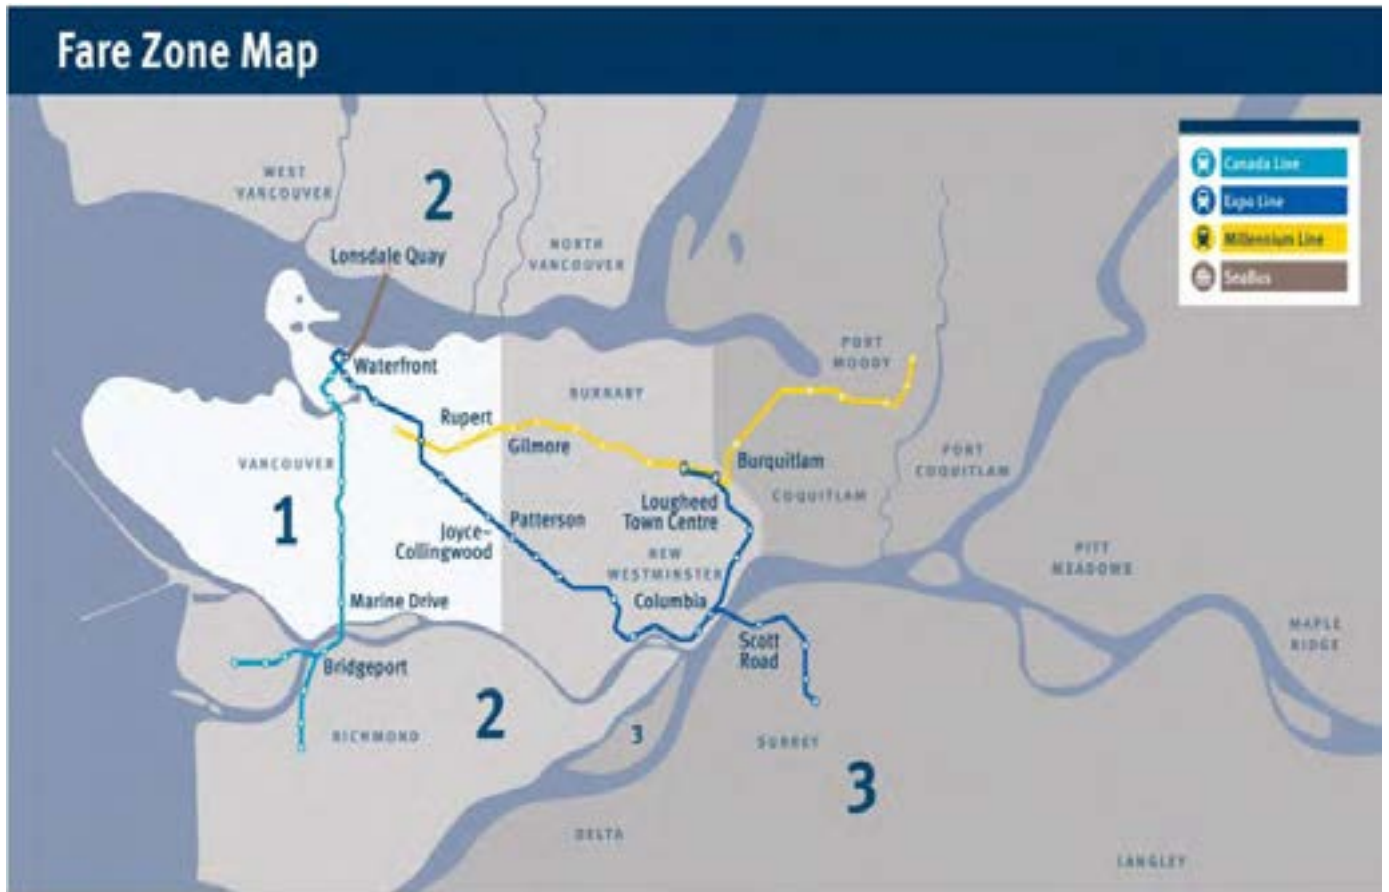 Fare Zone Map
Canada Line
Expo Line
Millennium Line
SeaBus
WEST
VANCOUVER
2
NORTH
VANCOUVER
Lonsdale Quay
Waterfront
PORT
MOODY
BURNABY
Rupert
Gilmore
Burquitlam
PORT
COQUITLAM
VANCOUVER
COQUITLAM
1
Lougheed
Town Centre
Patterson
Joyce–
Collingwood
NEW
WESTMINSTER
PITT
MEADOWS
Marine Drive
Columbia
Scott
Road
MAPLE
RIDGE
Bridgeport
2
RICHMOND
3
SURREY
3
DELTA
LANGLEY